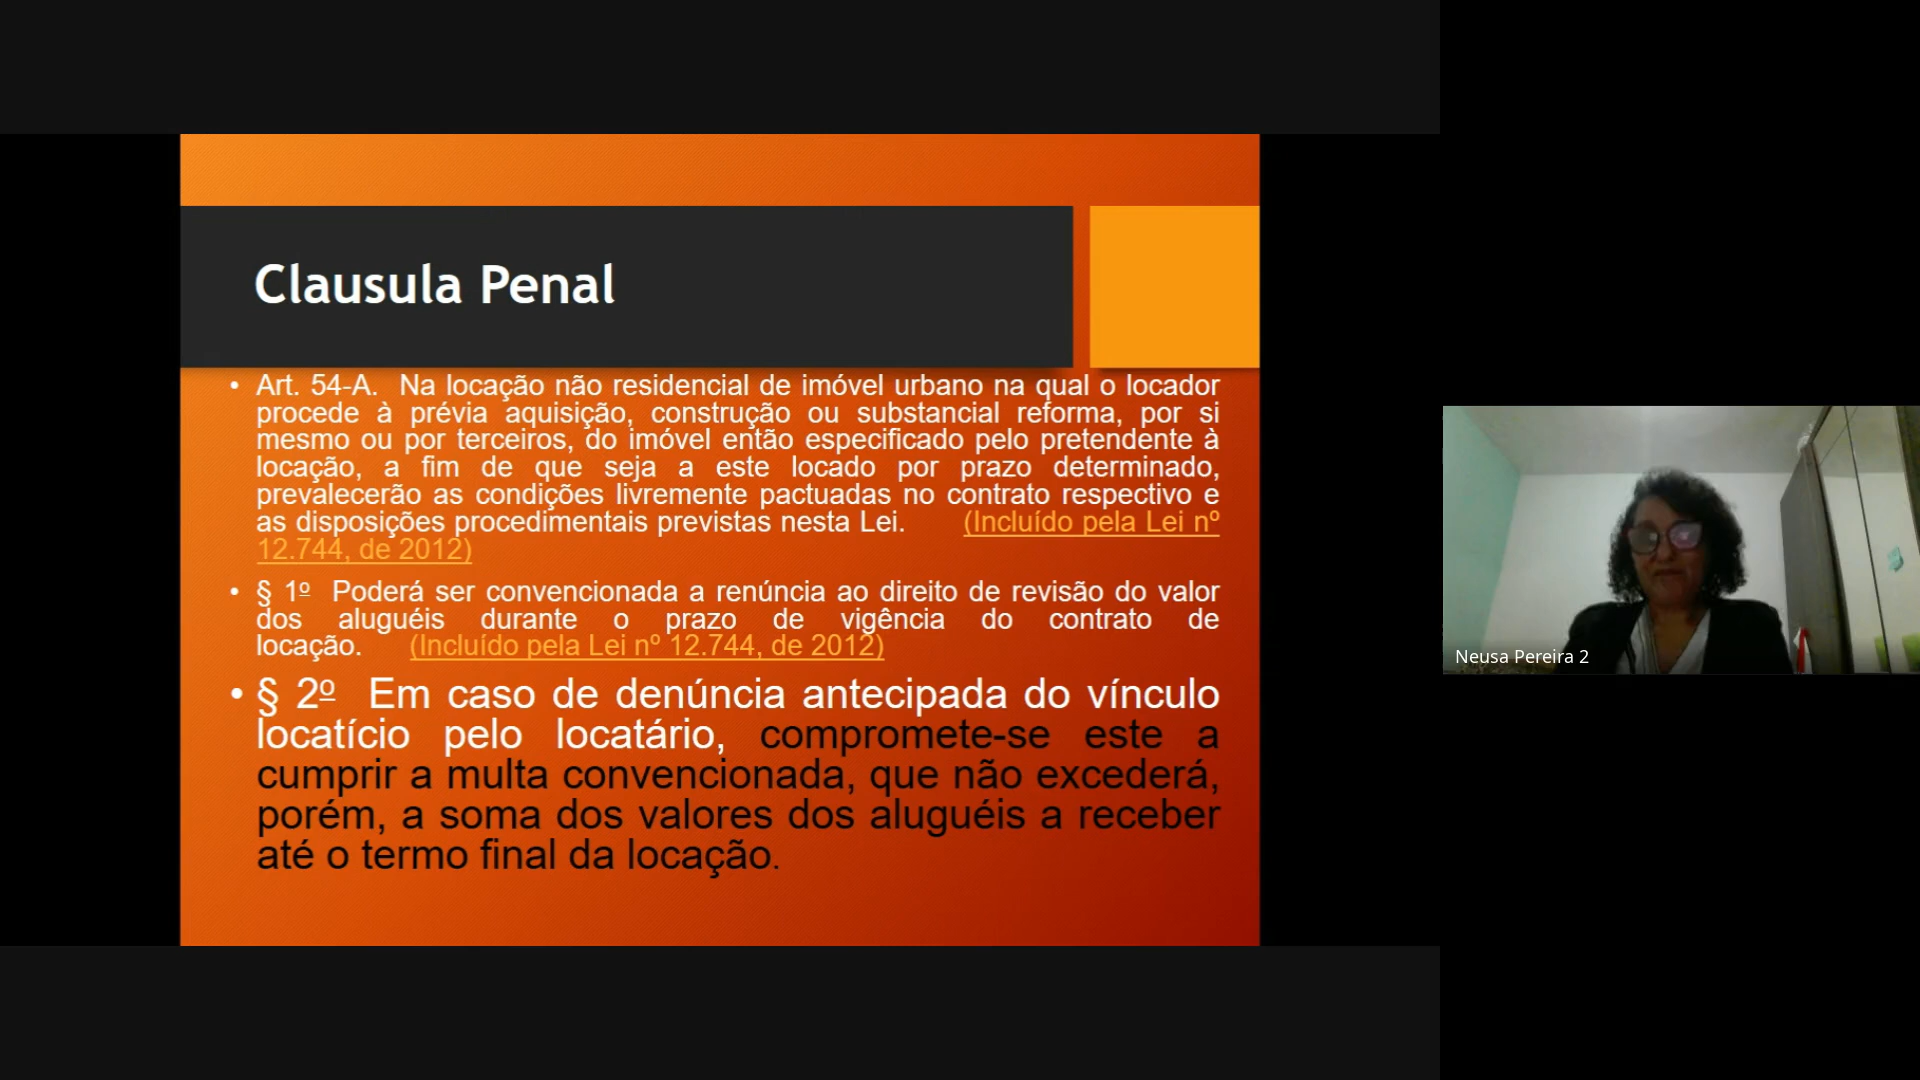 Clausula Penal
• Art. 54-A. Na locação não residencial de imóvel urbano na qual o locador
procede à prévia aquisição, construção ou substancial reforma, por si
mesmo ou por terceiros, do imóvel então especificado pelo pretendente à
locação, a fim de que seja a este locado por prazo determinado,
prevalecerão as condições livremente pactuadas no contrato respectivo e
as disposições procedimentais previstas nesta Lei. (Incluído pela Lei nº
12.744, de 2012)
• § 1º Poderá ser convencionada a renúncia ao direito de revisão do valor
dos aluguéis durante o prazo de vigência do contrato de
locação. (Incluído pela Lei nº 12.744, de 2012)
• § 2º Em caso de denúncia antecipada do vínculo
locatício pelo locatário, compromete-se este a
cumprir a multa convencionada, que não excederá,
porém, a soma dos valores dos aluguéis a receber
até o termo final da locação.
Neusa Pereira 2